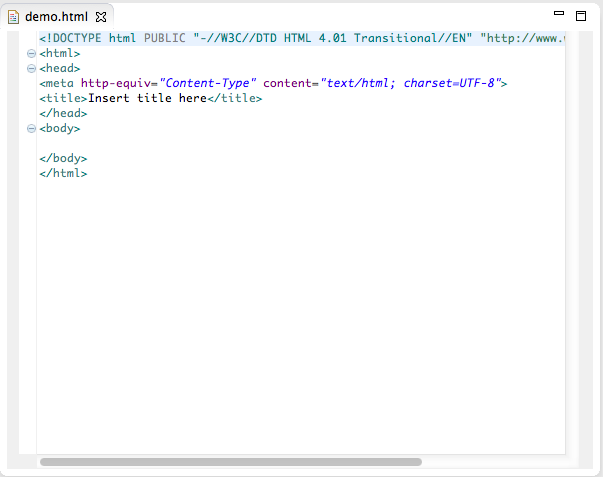 demo.html
<!DOCTYPE html PUBLIC "-//W3C//DTD HTML 4.01 Transitional//EN" "http://www.
<html>
<head>
<meta http-equiv="Content-Type" content="text/html; charset=UTF-8">
<title>Insert title here</title>
</head>
<body>
</body>
</html>